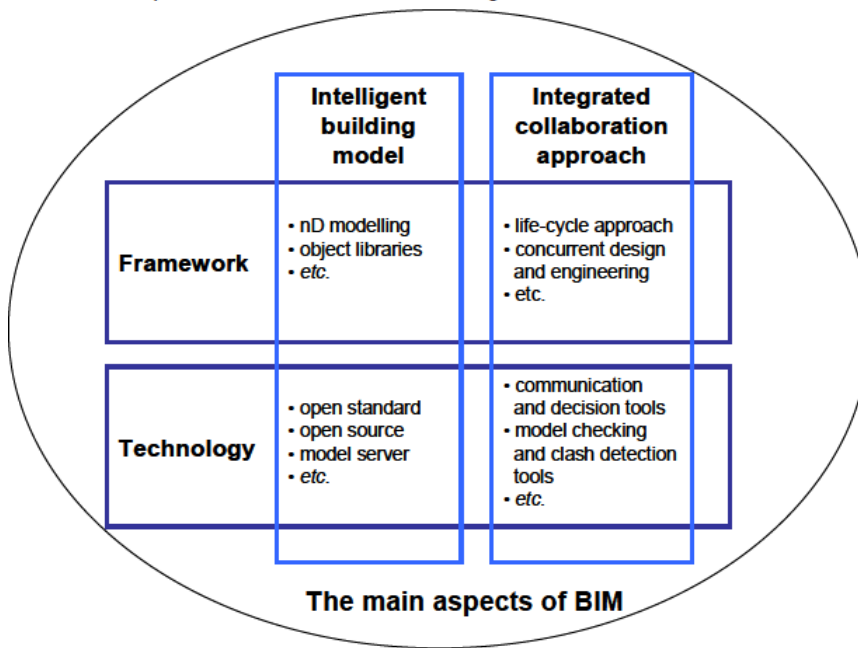 Intelligent
building
model
Integrated
collaboration
approach
Framework
• nD modelling
• object libraries
• etc.
• life-cycle approach
• concurrent design
and engineering
• etc.
Technology
• open standard
• open source
• model server
• etc.
• communication
and decision tools
• model checking
and clash detection
tools
• etc.
The main aspects of BIM